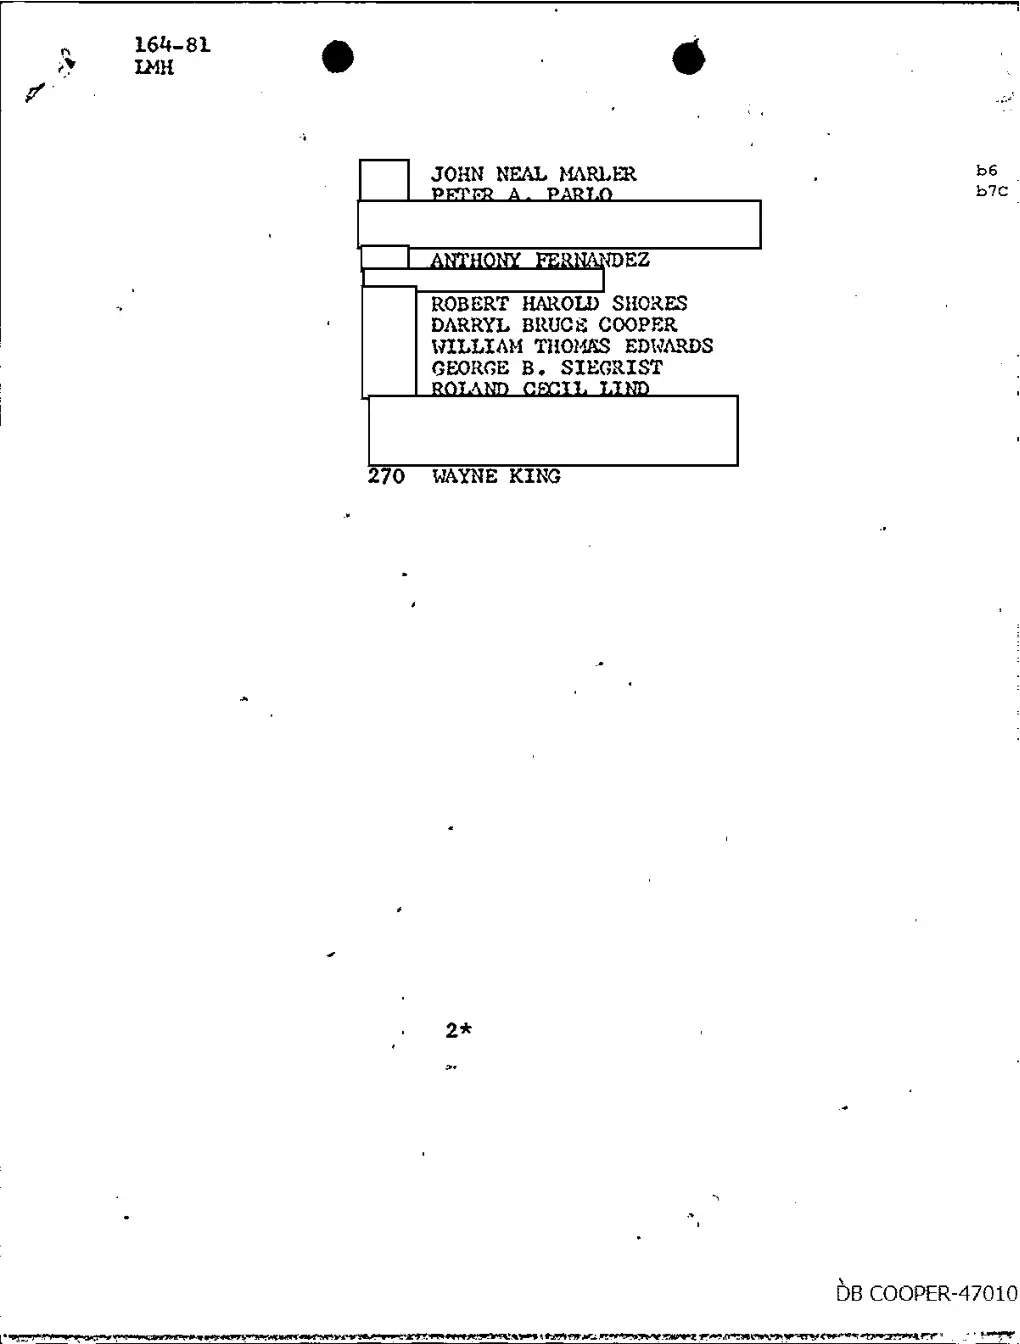 164-81
LMH
b6
b7C
JOHN NEAL MARLER
PETER A. PARLO
ANTHONY FERNANDEZ
ROBERT HAROLD SHORES
DARRYL BRUCE COOPER
WILLIAM THOMAS EDWARDS
GEORGE B. SIEGRIST
ROLAND CECIL LIND
270 WAYNE KING
2*
DB COOPER-47010